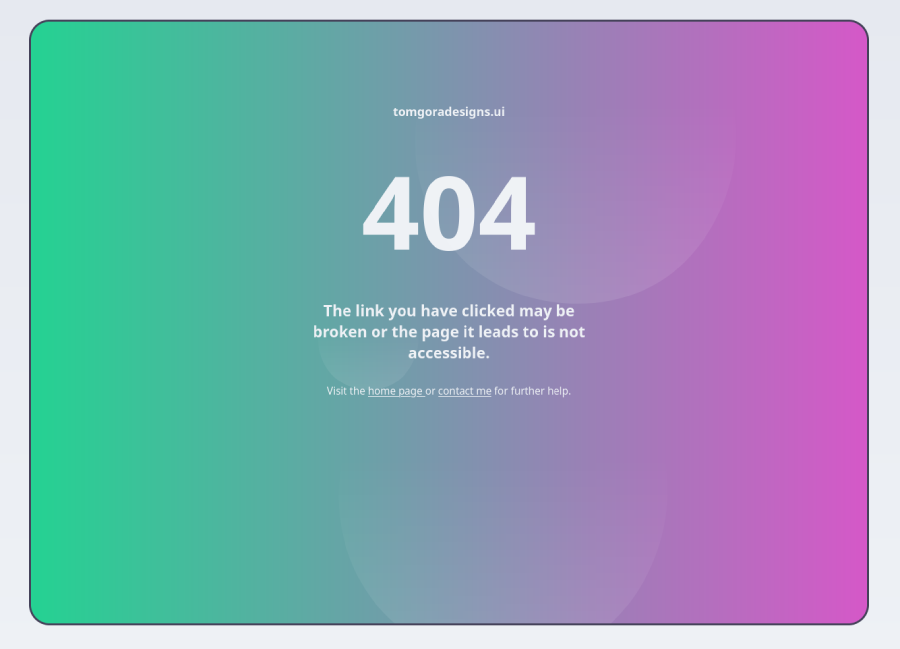 tomgoradesigns.ui
404
The link you have clicked may be
broken or the page it leads to is not
accessible.
Visit the home page or contact me for further help.